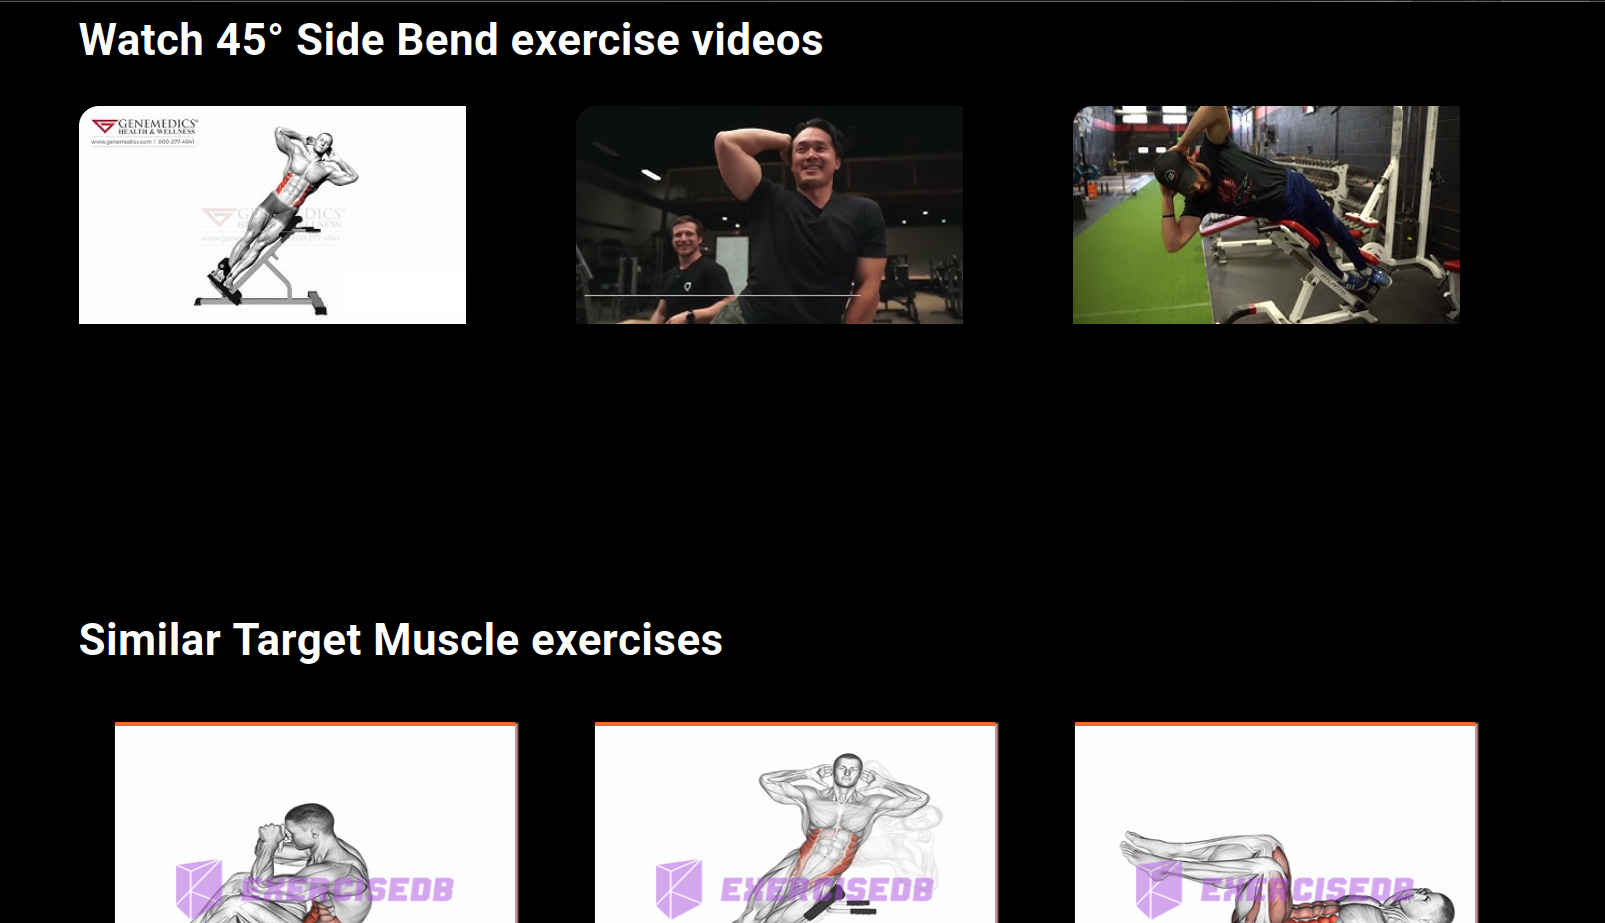 Watch 45° Side Bend exercise videos
GENEMEDICS®
HEALTH & WELLNESS
www.genemedics.com | 800-277-4041
Similar Target Muscle exercises
EXERCISEDB
EXERCISEDB
EXERCISEDB